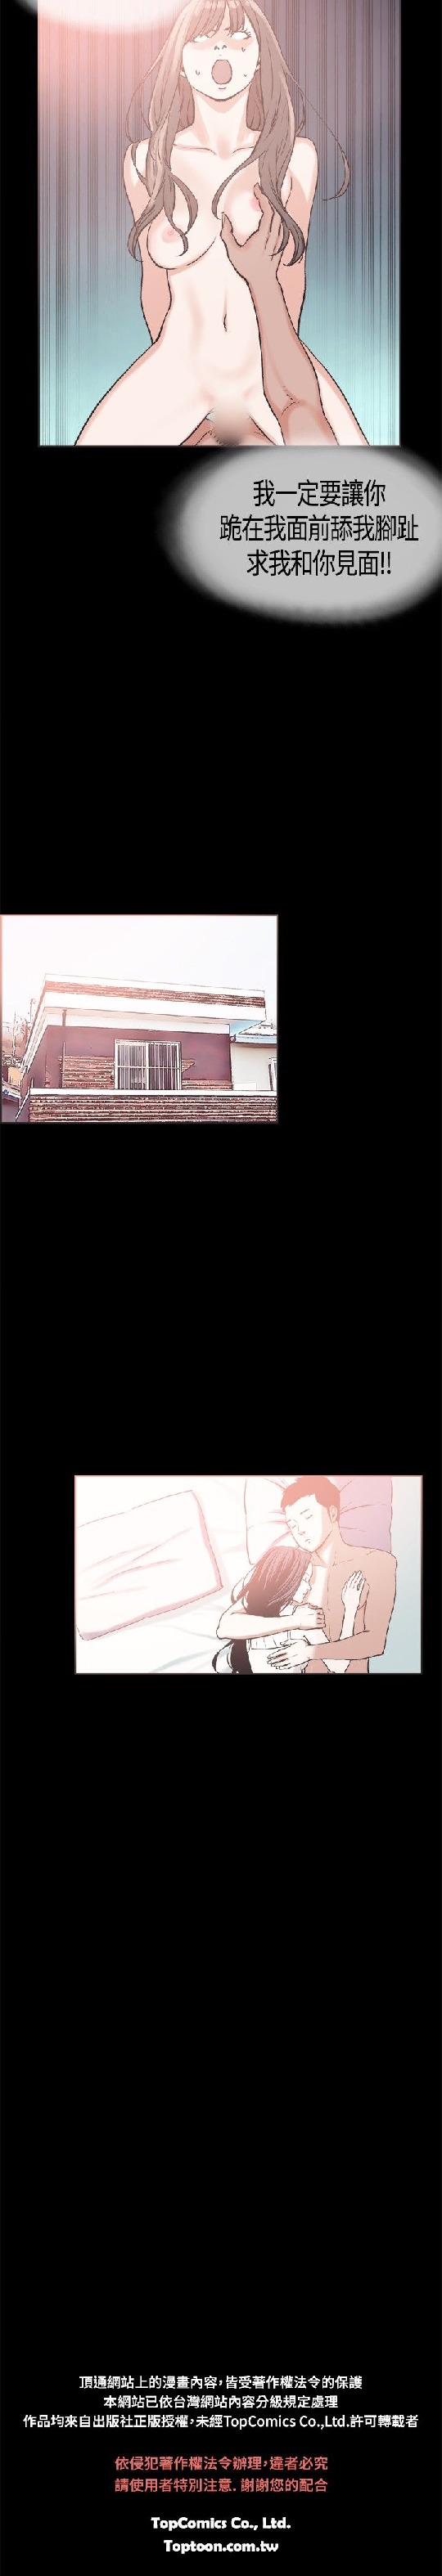 我一定要讓你
跪在我面前舔我腳趾
求我和你見面!!
頂通網站上的漫畫內容,皆受著作權法令的保護
本網站已依台灣網站內容分級規定處理
作品均來自出版社正版授權,未經TopComics Co.,Ltd.許可轉載者
依侵犯著作權法令辦理,違者必究
請使用者特別注意. 謝謝您的配合
TopComics Co., Ltd.
Toptoon.com.tw